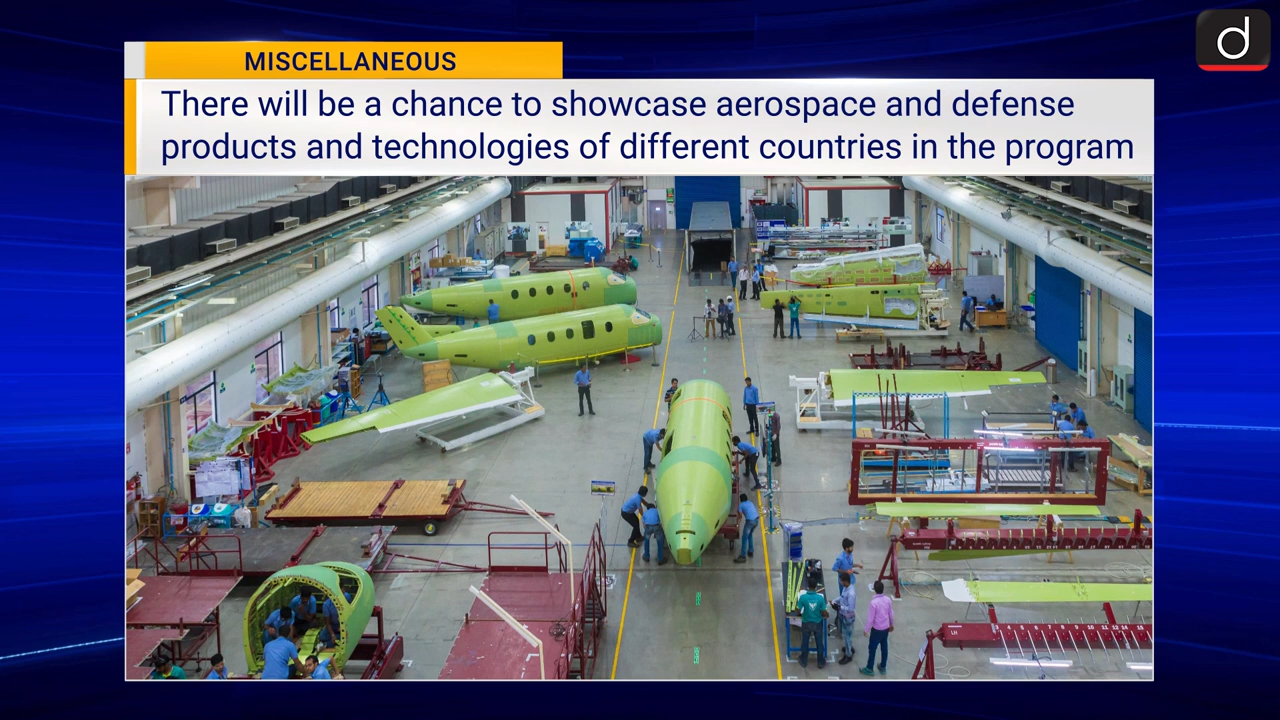 MISCELLANEOUS
d
There will be a chance to showcase aerospace and defense
products and technologies of different countries in the program
LH